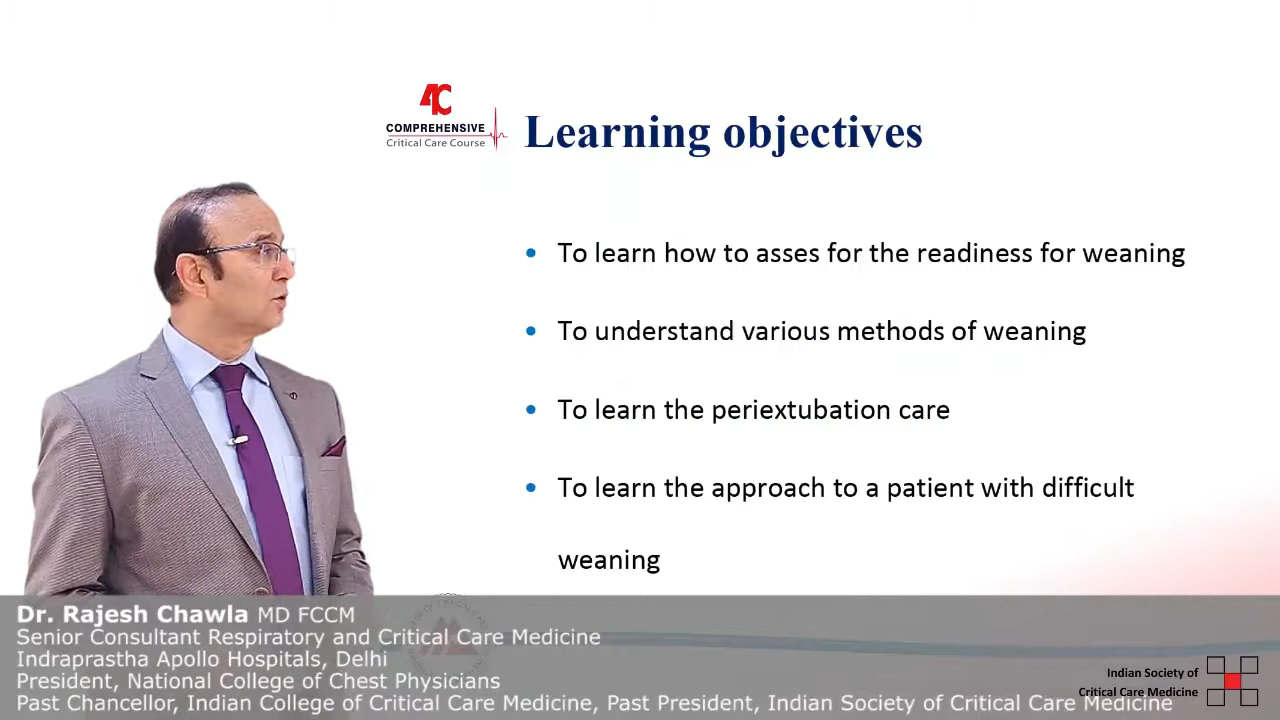 4C
COMPREHENSIVE
Critical Care Course
Learning objectives
• To learn how to asses for the readiness for weaning
• To understand various methods of weaning
• To learn the periextubation care
• To learn the approach to a patient with difficult
weaning
Dr. Rajesh Chawla MD FCCM
Senior Consultant Respiratory and Critical Care Medicine
Indraprastha Apollo Hospitals, Delhi
President, National College of Chest Physicians
Past Chancellor, Indian College of Critical Care Medicine, Past President, Indian Society of Critical Care Medicine
Indian Society of
Critical Care Medicine